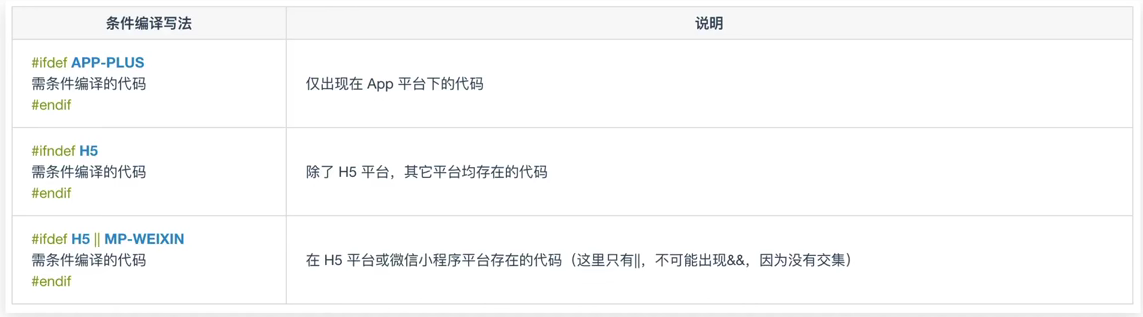 条件编译写法
说明
#ifdef APP-PLUS
需条件编译的代码
#endif
仅出现在 App 平台下的代码
#ifndef H5
需条件编译的代码
#endif
除了 H5 平台，其它平台均存在的代码
#ifdef H5 || MP-WEIXIN
需条件编译的代码
#endif
在 H5 平台或微信小程序平台存在的代码（这里只有||，不可能出现&&，因为没有交集）